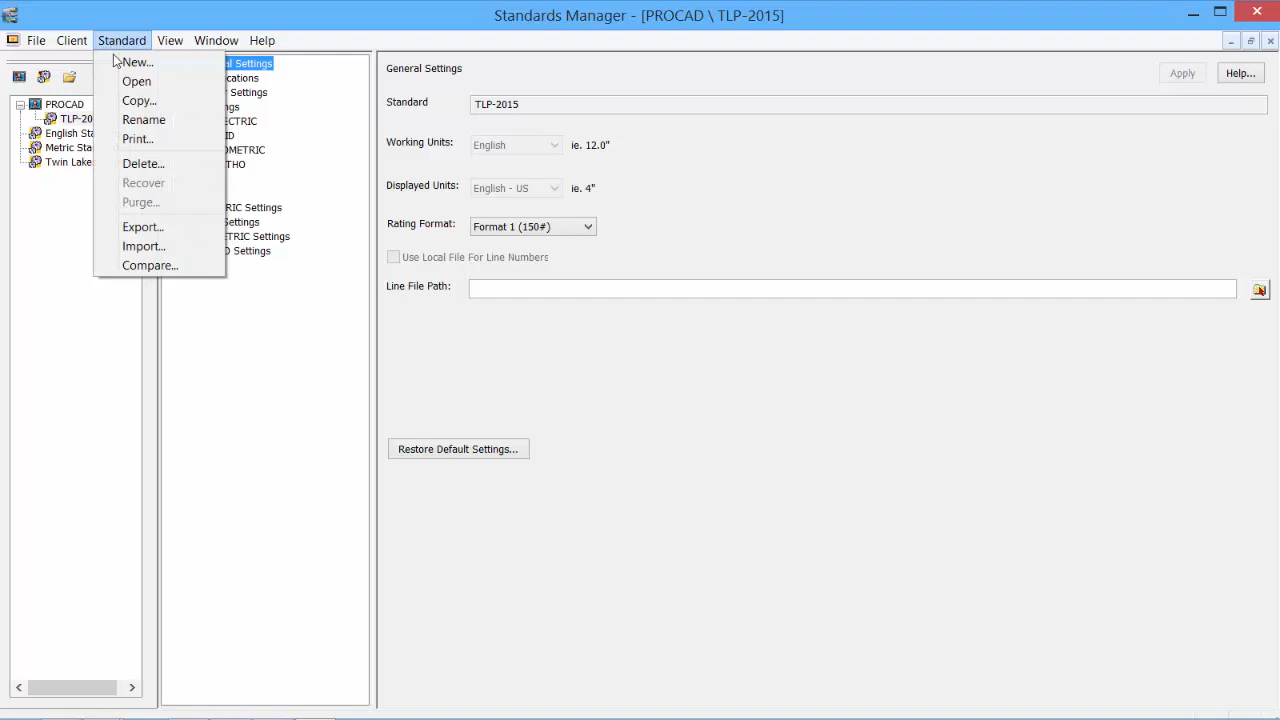 Standards Manager - [PROCAD \ TLP-2015]
File Client Standard View Window Help
New...
Open
Copy...
Rename
Print...
Delete...
Recover
Purge...
Export...
Import...
Compare...
PROCAD
TLP-20
English Sta
Metric Sta
Twin Lake
al Settings
cations
r Settings
ngs
ECTRIC
ID
OMETRIC
THO
RIC Settings
Settings
METRIC Settings
D Settings
General Settings
Apply Help...
Standard TLP-2015
Working Units: English ie. 12.0"
Displayed Units: English - US ie. 4"
Rating Format: Format 1 (150#)
Use Local File For Line Numbers
Line File Path:
Restore Default Settings...